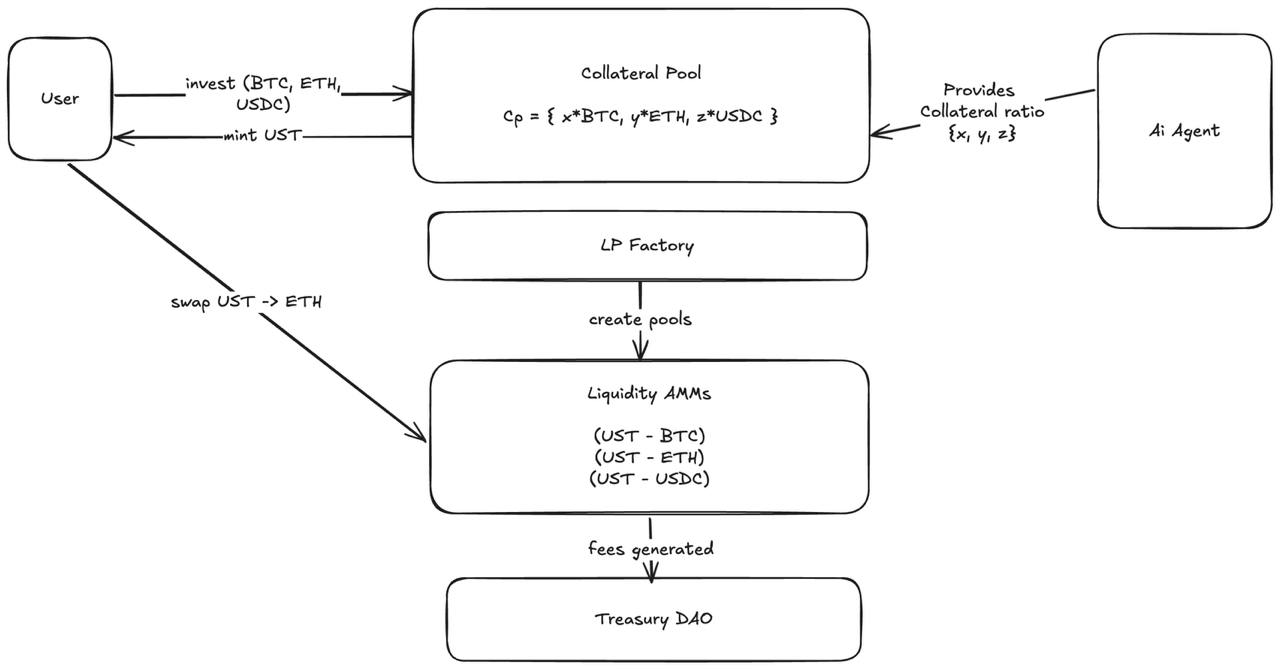 User
invest (BTC, ETH,
USDC)
mint UST
Collateral Pool
Cp = { x*BTC, y*ETH, z*USDC }
Provides
Collateral ratio
{x, y, z}
Ai Agent
LP Factory
swap UST -> ETH
create pools
Liquidity AMMs
(UST - BTC)
(UST - ETH)
(UST - USDC)
fees generated
Treasury DAO